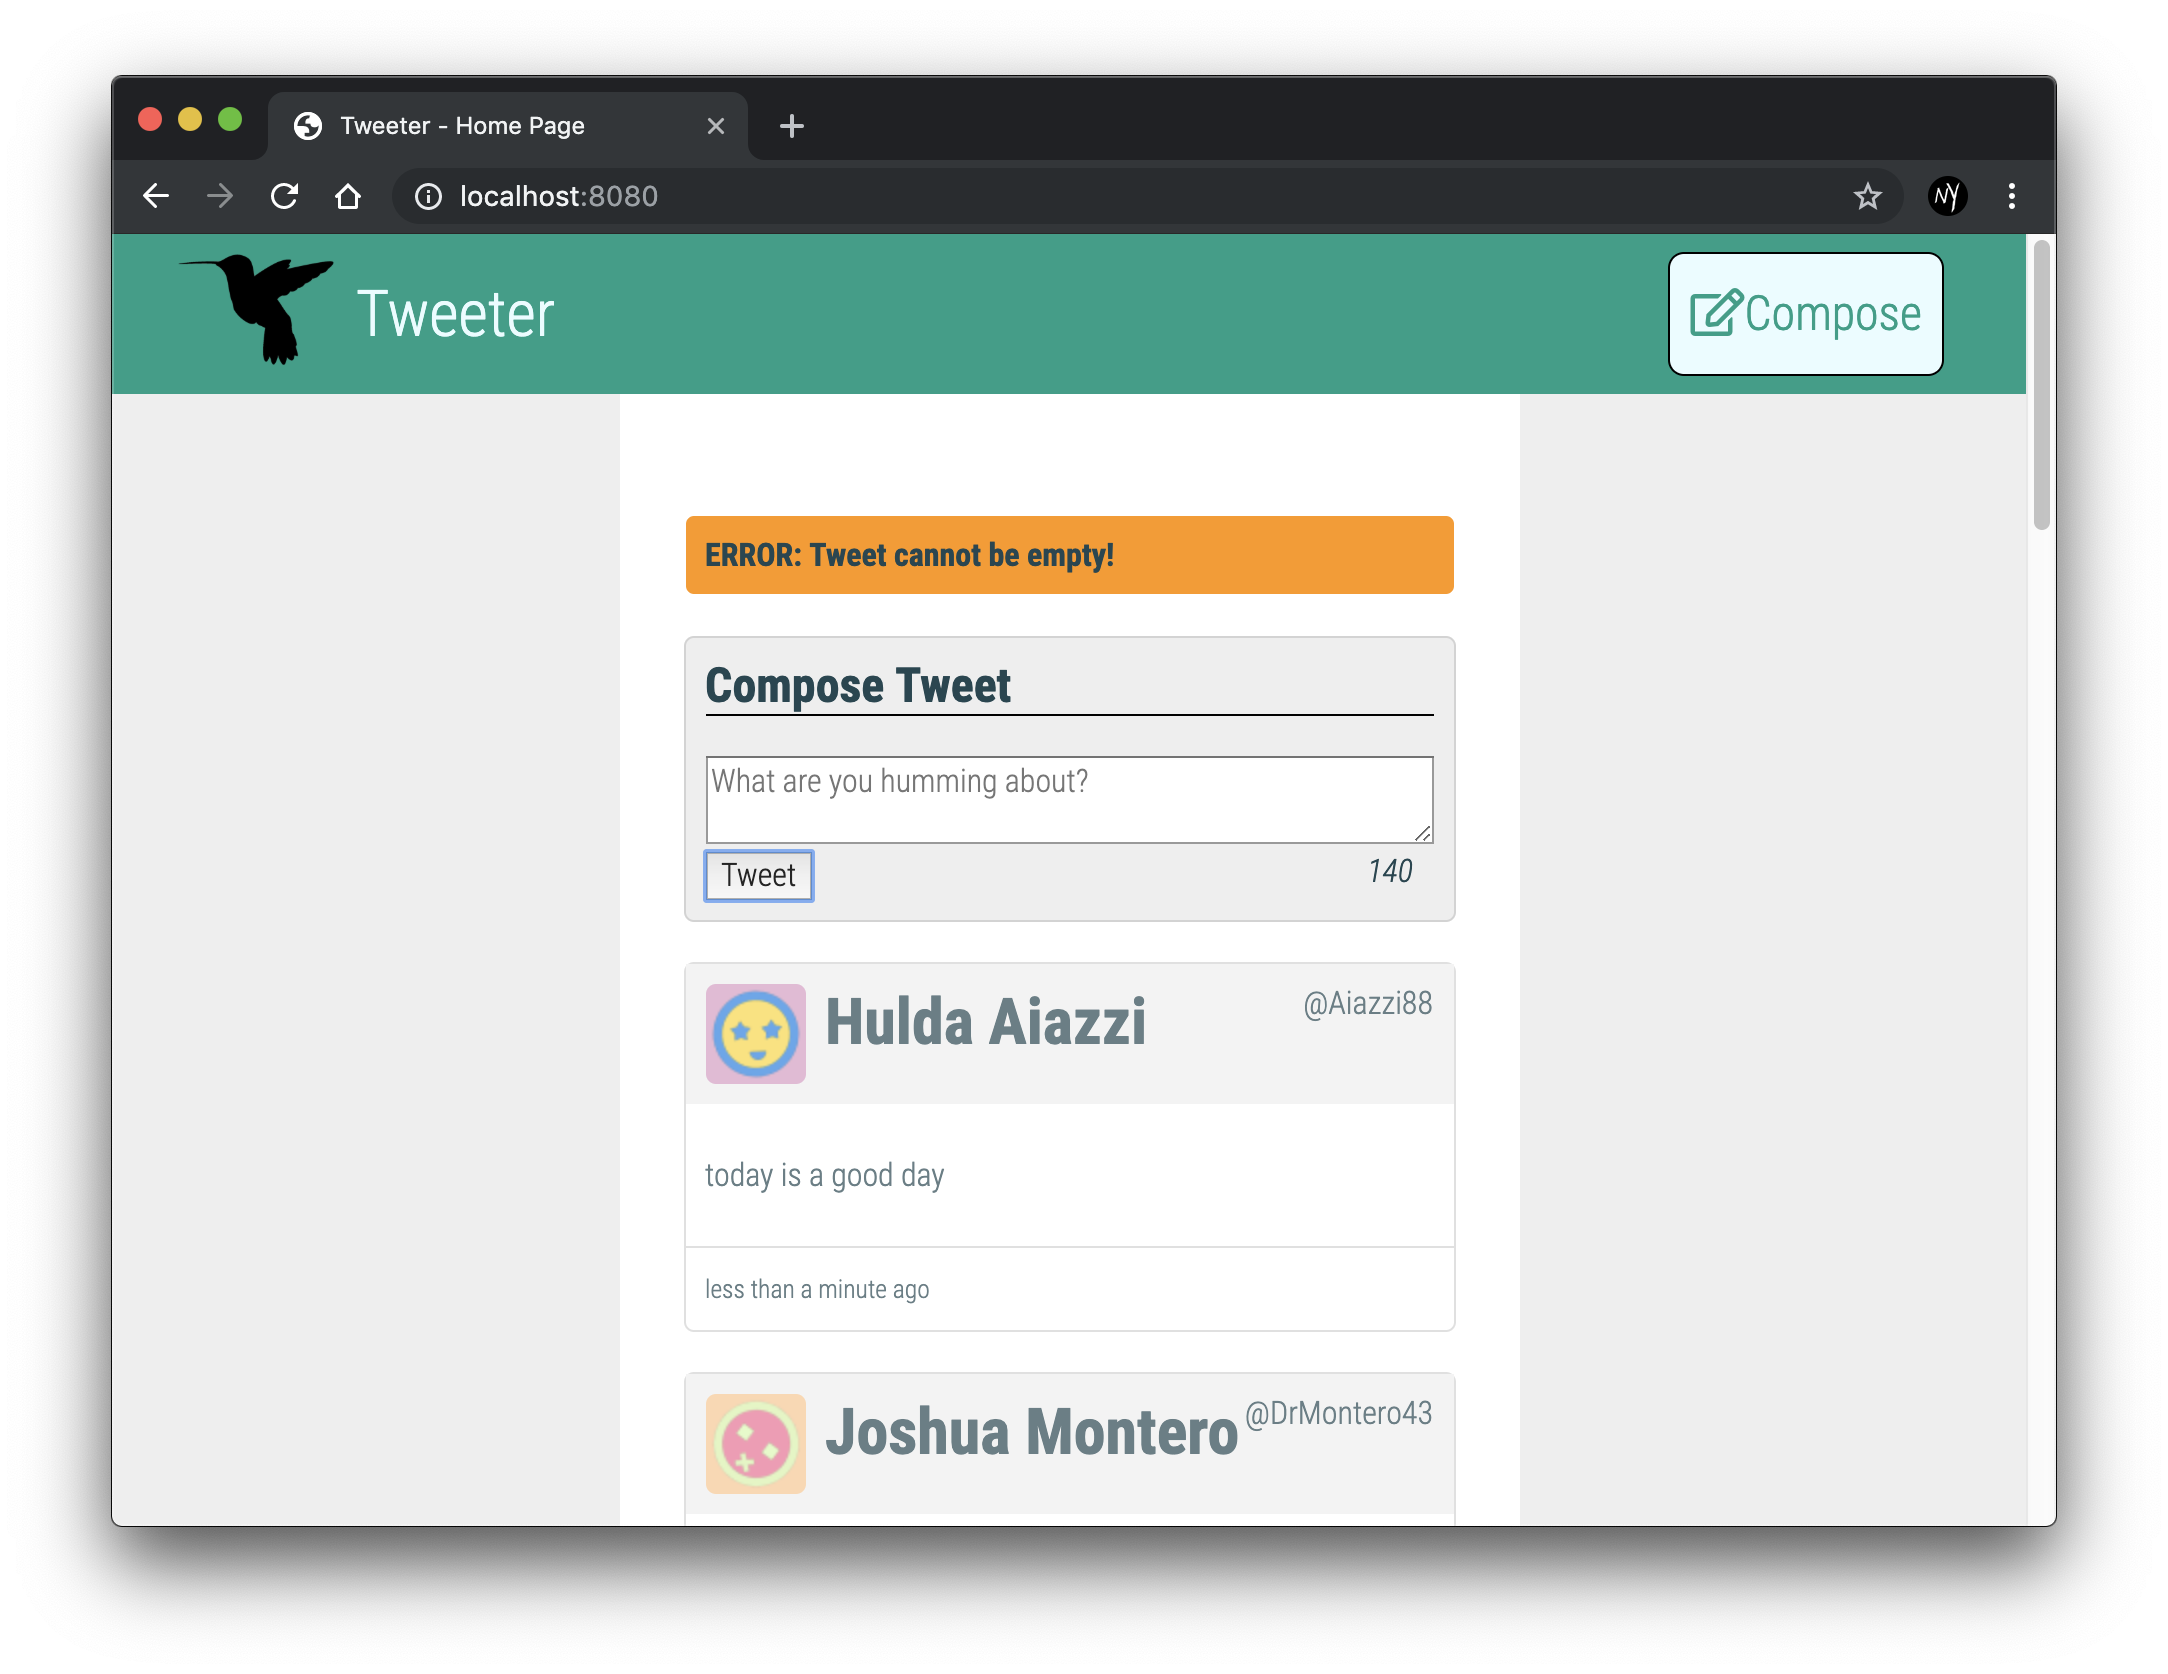 Tweeter - Home Page
localhost:8080
NY
Tweeter
Compose
ERROR: Tweet cannot be empty!
Compose Tweet
What are you humming about?
Tweet
140
Hulda Aiazzi
@Aiazzi88
today is a good day
less than a minute ago
Joshua Montero
@DrMontero43